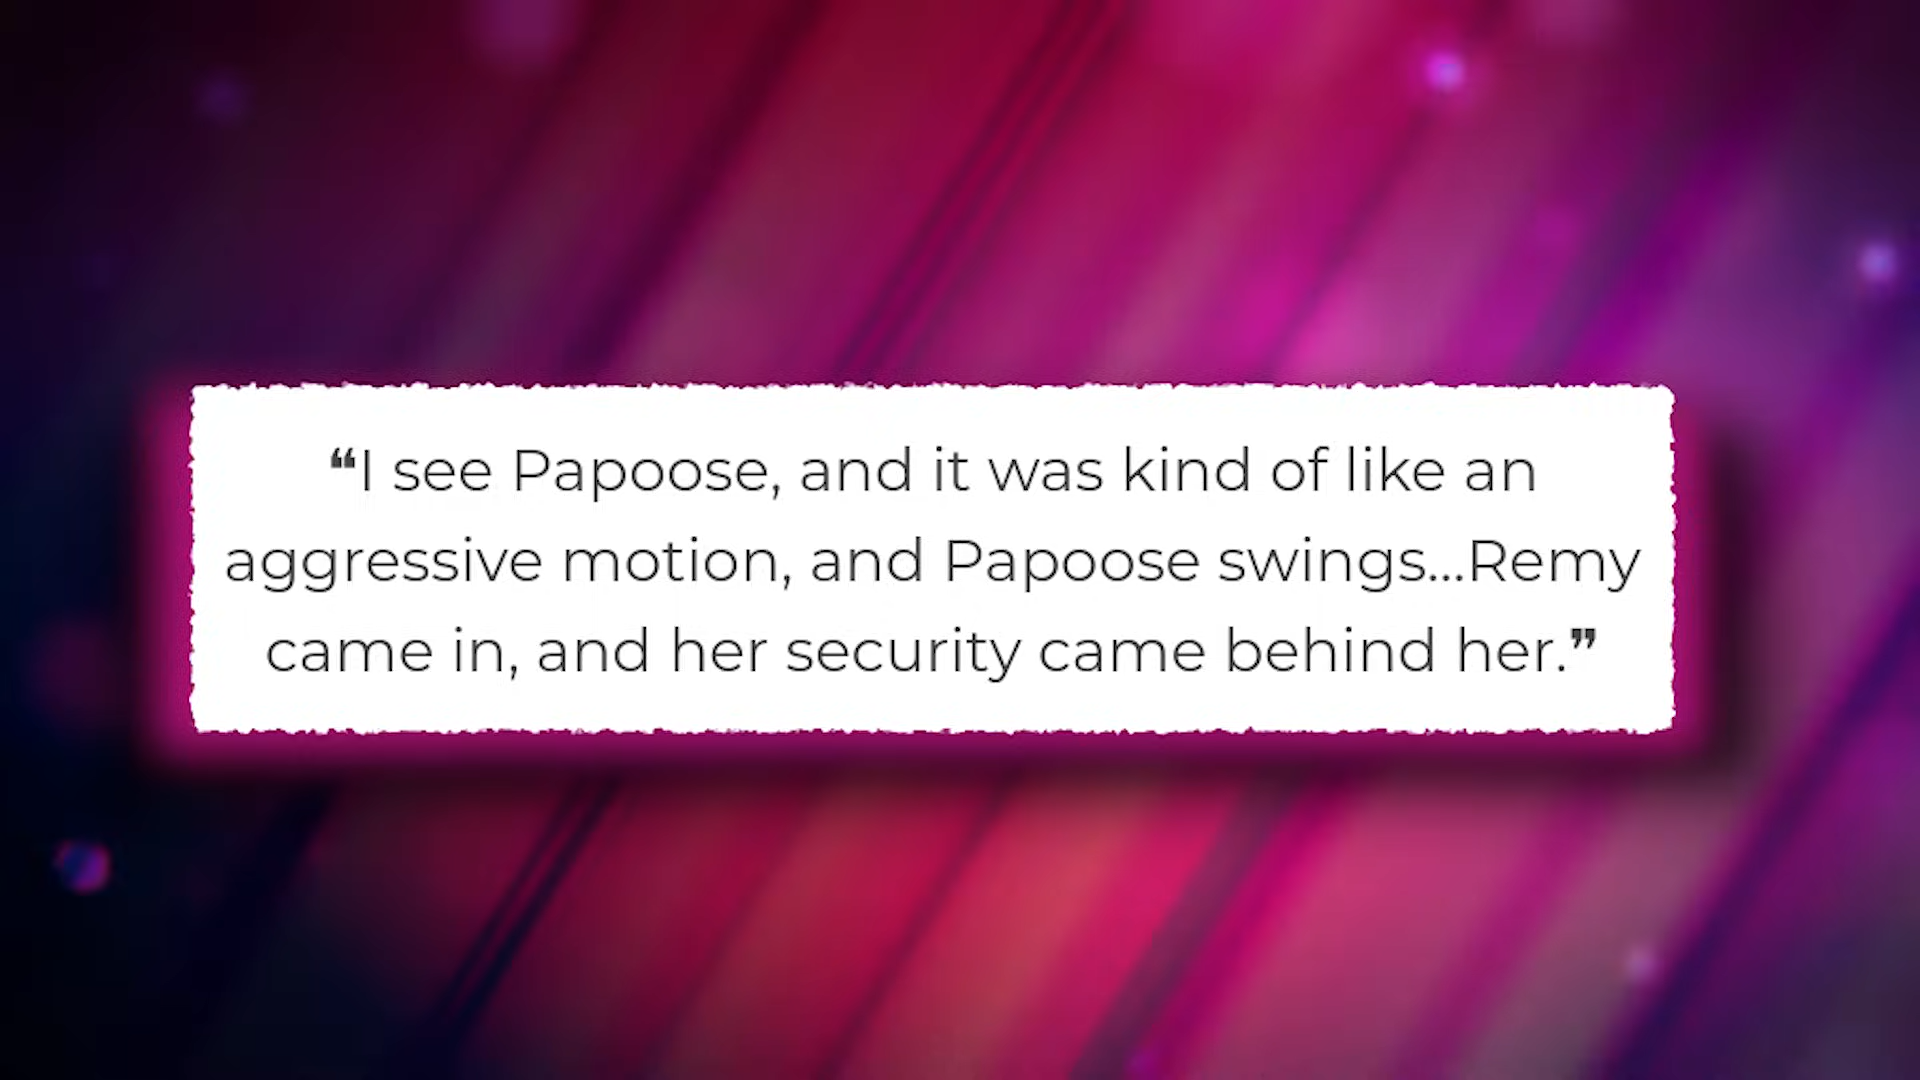 ❝I see Papoose, and it was kind of like an
aggressive motion, and Papoose swings...Remy
came in, and her security came behind her.❞